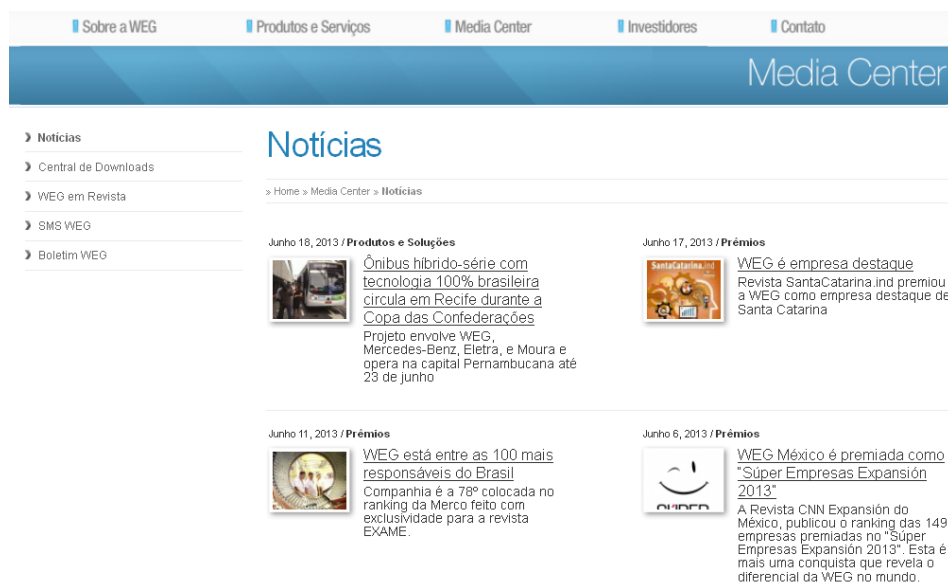 Sobre a WEG
Produtos e Serviços
Media Center
Investidores
Contato
Media Center
Notícias
Central de Downloads
WEG em Revista
SMS WEG
Boletim WEG
Notícias
» Home » Media Center » Notícias
Junho 18, 2013 / Produtos e Soluções
Ônibus híbrido-série com
tecnologia 100% brasileira
circula em Recife durante a
Copa das Confederações
Projeto envolve WEG,
Mercedes-Benz, Eletra, e Moura e
opera na capital Pernambucana até
23 de junho
Junho 17, 2013 / Prémios
SantaCatarina.ind
WEG é empresa destaque
Revista SantaCatarina.ind premiou
a WEG como empresa destaque de
Santa Catarina
Junho 11, 2013 / Prémios
WEG está entre as 100 mais
responsáveis do Brasil
Companhia é a 78º colocada no
ranking da Merco feito com
exclusividade para a revista
EXAME.
Junho 6, 2013 / Prémios
WEG México é premiada como
"Súper Empresas Expansión
2013"
A Revista CNN Expansión do
México, publicou o ranking das 149
empresas premiadas no "Súper
Empresas Expansión 2013". Esta é
mais uma conquista que revela o
diferencial da WEG no mundo.